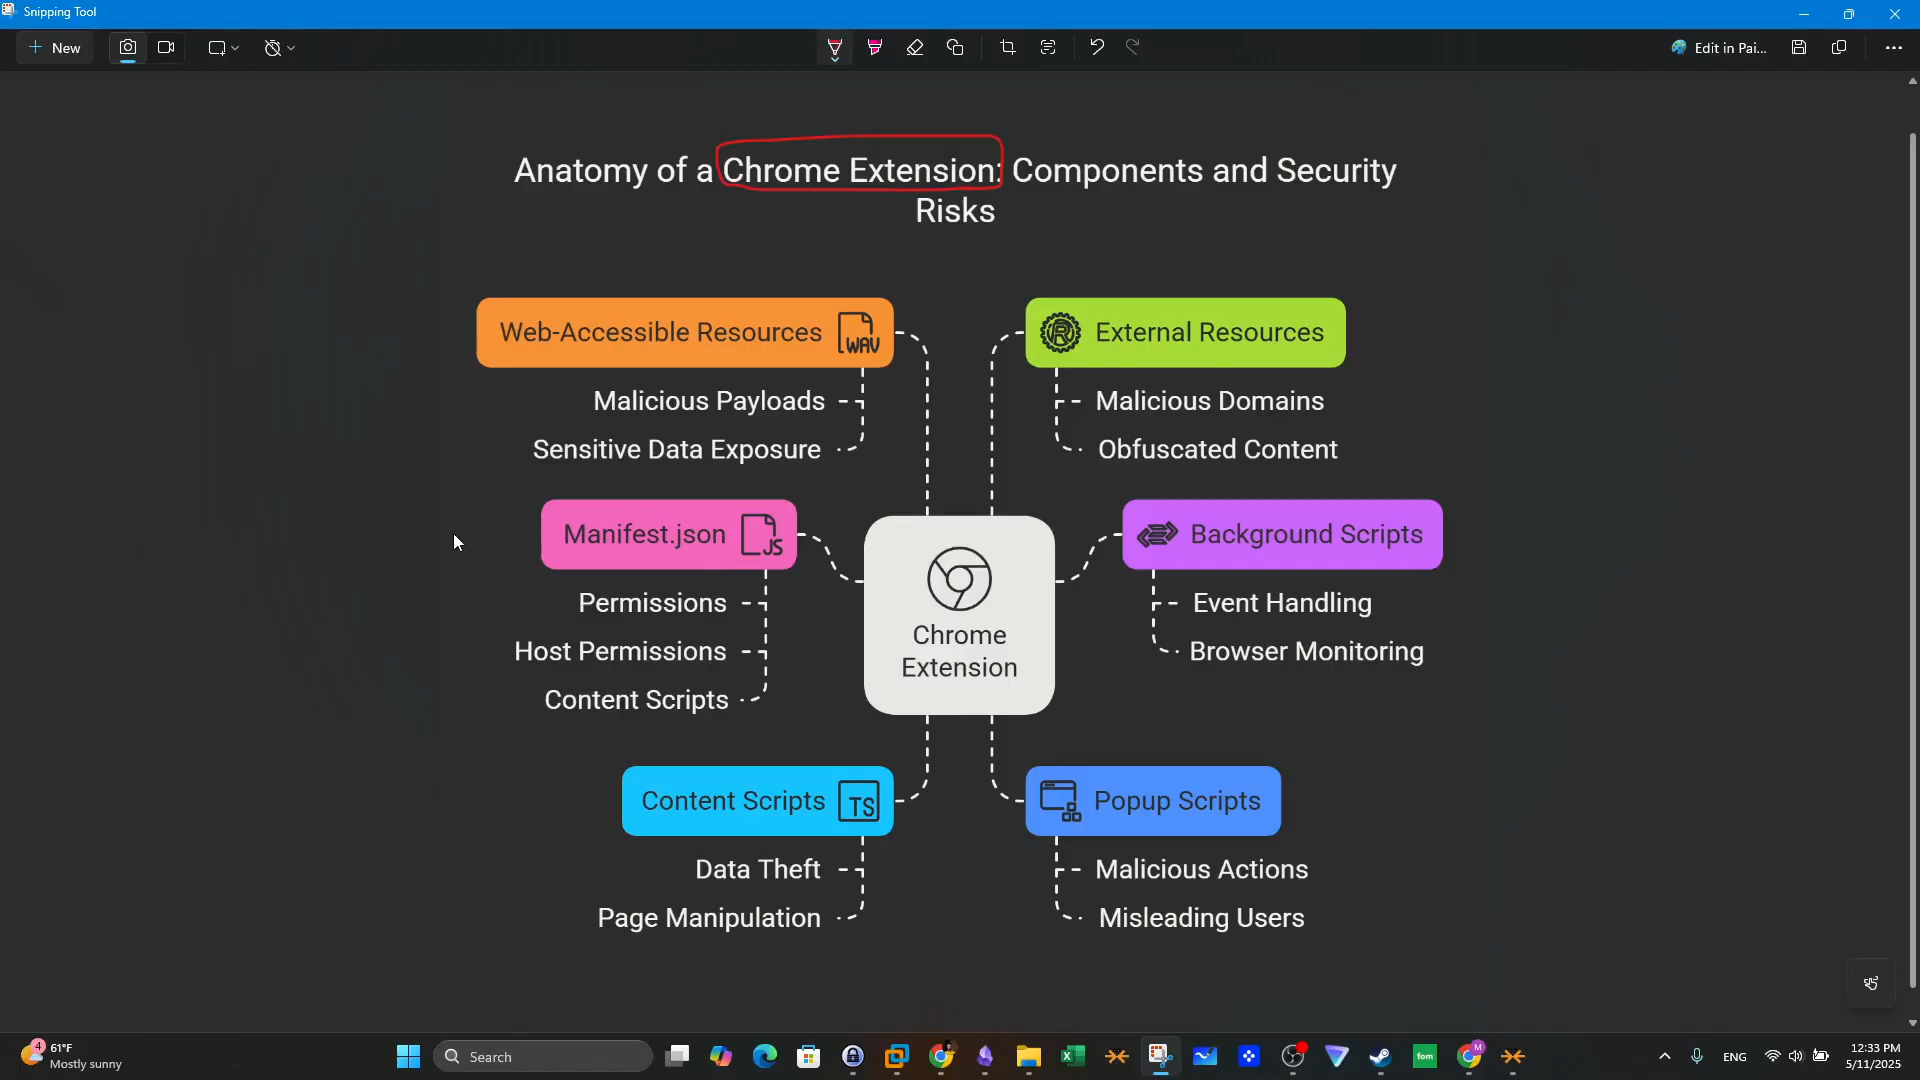 Snipping Tool
New
Edit in Pai...
Anatomy of a Chrome Extension: Components and Security
Risks
Web-Accessible Resources
WAV
Malicious Payloads
Sensitive Data Exposure
External Resources
R
Malicious Domains
Obfuscated Content
Manifest.json
JS
Permissions
Host Permissions
Content Scripts
Chrome
Extension
Background Scripts
Event Handling
Browser Monitoring
Content Scripts
TS
Data Theft
Page Manipulation
Popup Scripts
Malicious Actions
Misleading Users
4
61°F
Mostly sunny
Search
fom
M
ENG
12:33 PM
5/11/2025